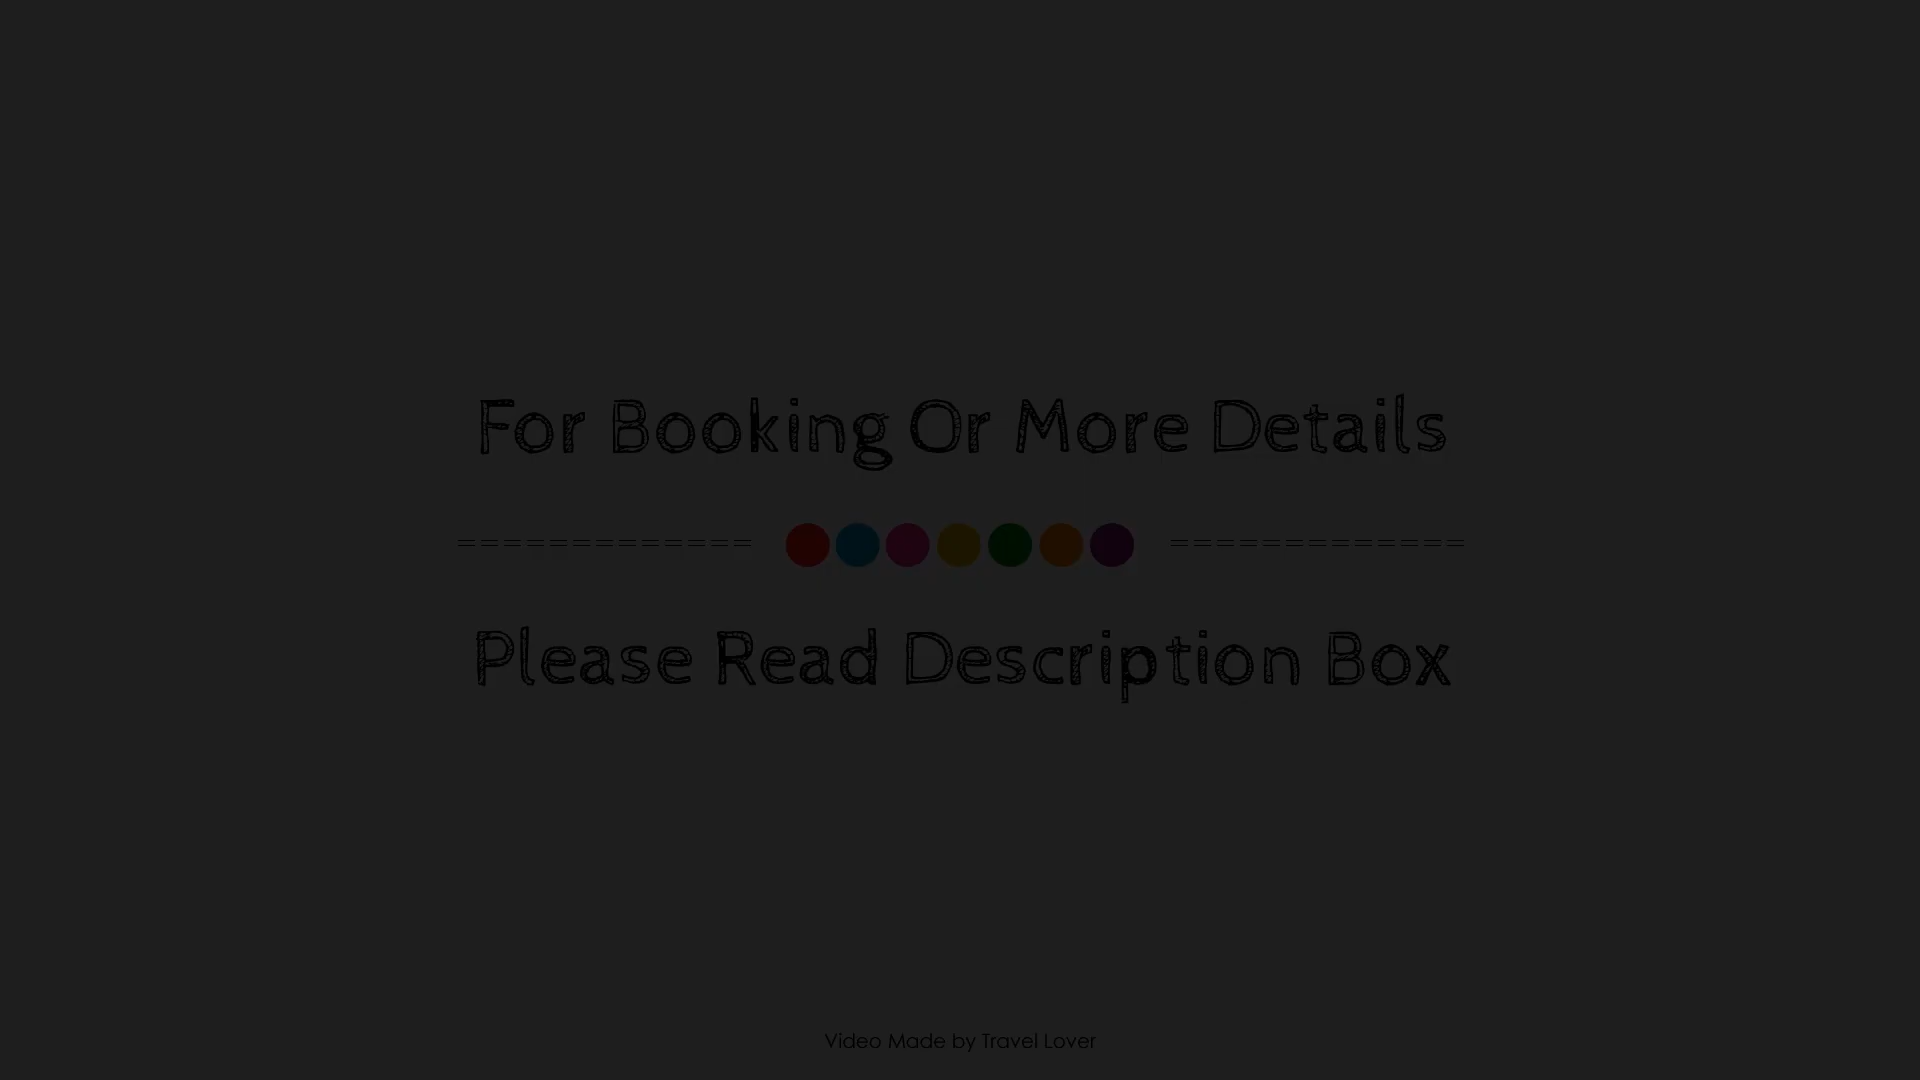 For Booking Or More Details
============= =============
Please Read Description Box
Video Made by Travel Lover